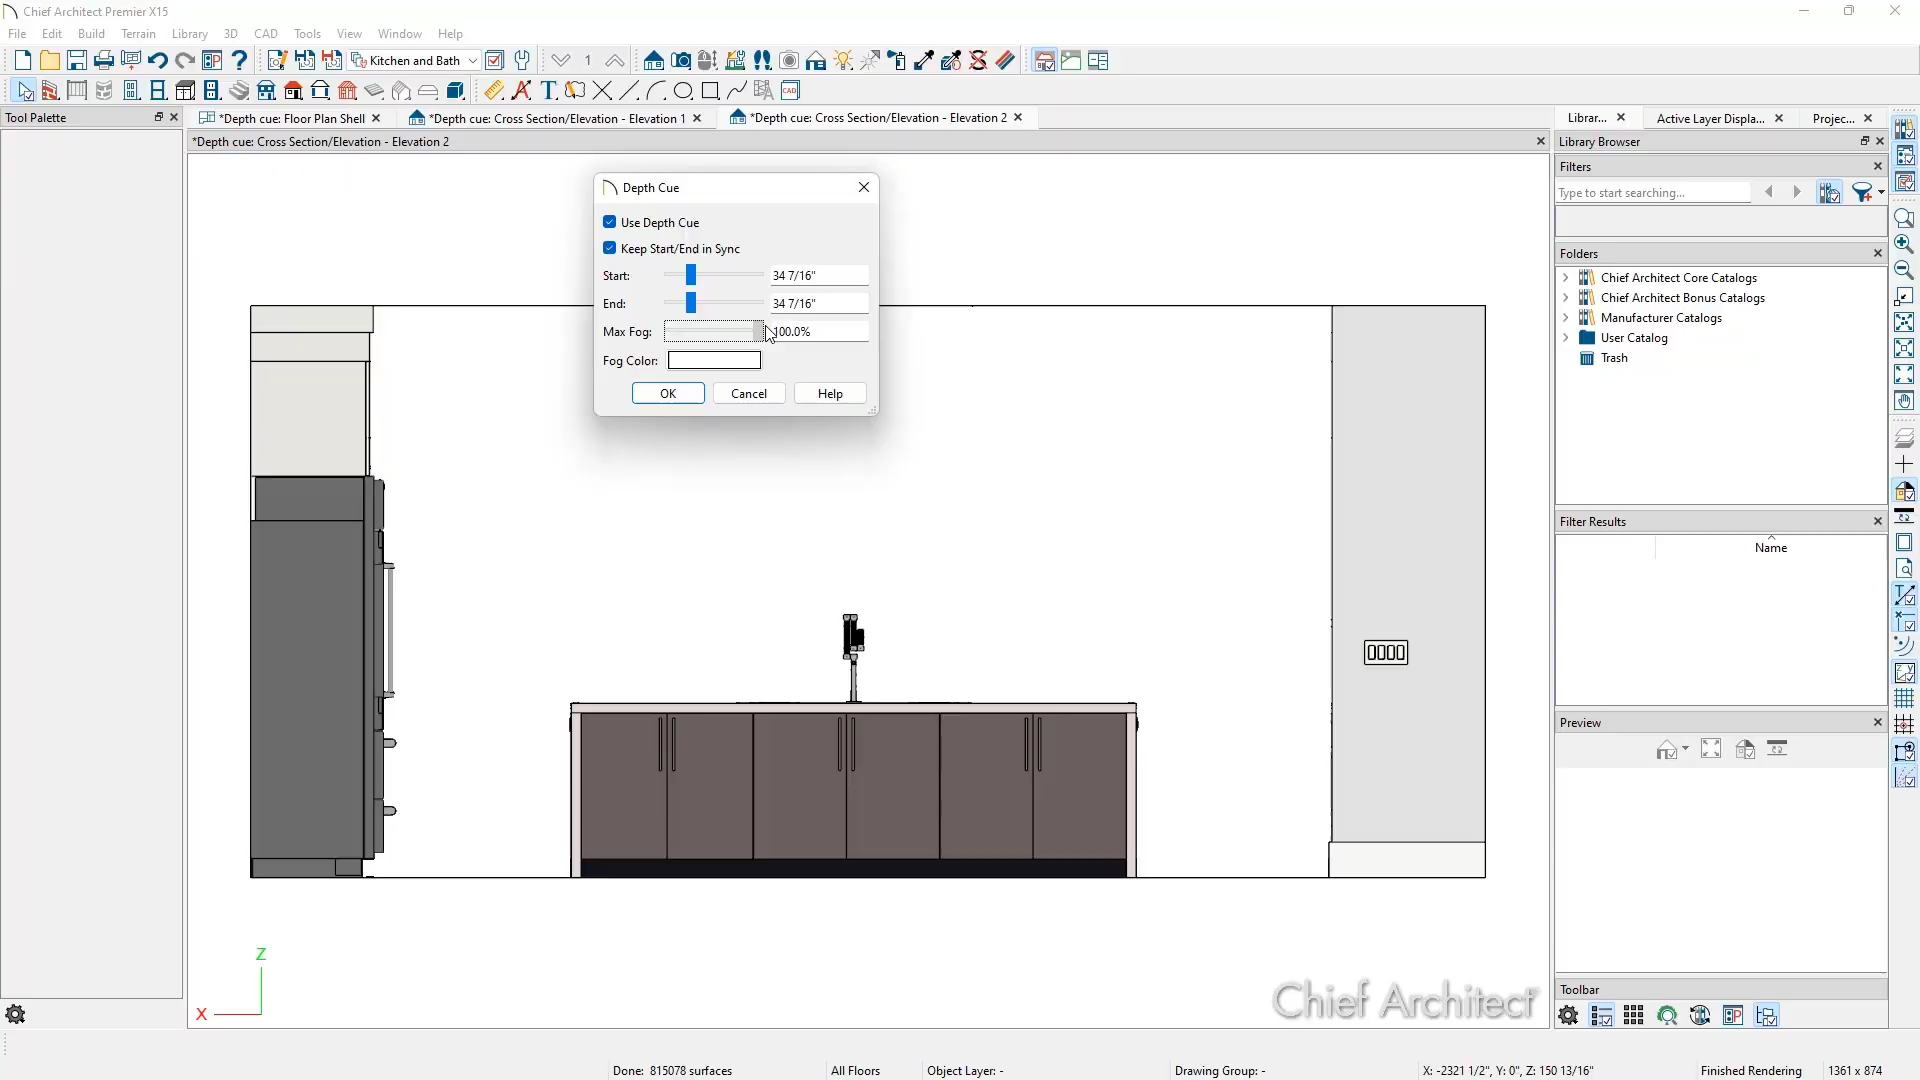 Chief Architect Premier X15
File Edit Build Terrain Library 3D CAD Tools View Window Help
Kitchen and Bath 1
CAD
Tool Palette
*Depth cue: Floor Plan Shell
*Depth cue: Cross Section/Elevation - Elevation 1
*Depth cue: Cross Section/Elevation - Elevation 2
Librar... Active Layer Displa... Projec...
*Depth cue: Cross Section/Elevation - Elevation 2
Library Browser
Filters
Type to start searching...
Folders
Chief Architect Core Catalogs
Chief Architect Bonus Catalogs
Manufacturer Catalogs
User Catalog
Trash
Filter Results
Name
Preview
Toolbar
Depth Cue
Use Depth Cue
Keep Start/End in Sync
Start: 34 7/16"
End: 34 7/16"
Max Fog: 100.0%
Fog Color:
OK Cancel Help
Z
X
Chief Architect
Done: 815078 surfaces All Floors Object Layer: - Drawing Group: - X: -2321 1/2", Y: 0", Z: 150 13/16" Finished Rendering 1361 x 874